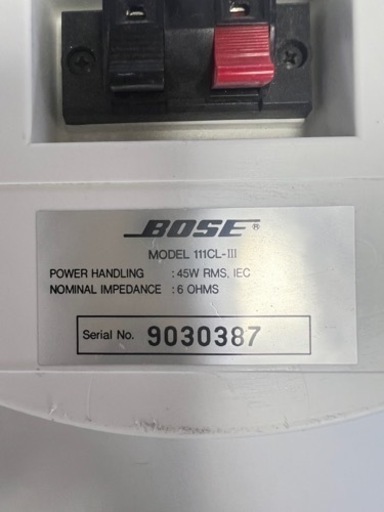 BOSE®
MODEL 111CL-III
POWER HANDLING : 45W RMS, IEC
NOMINAL IMPEDANCE : 6 OHMS
Serial No. 9030387